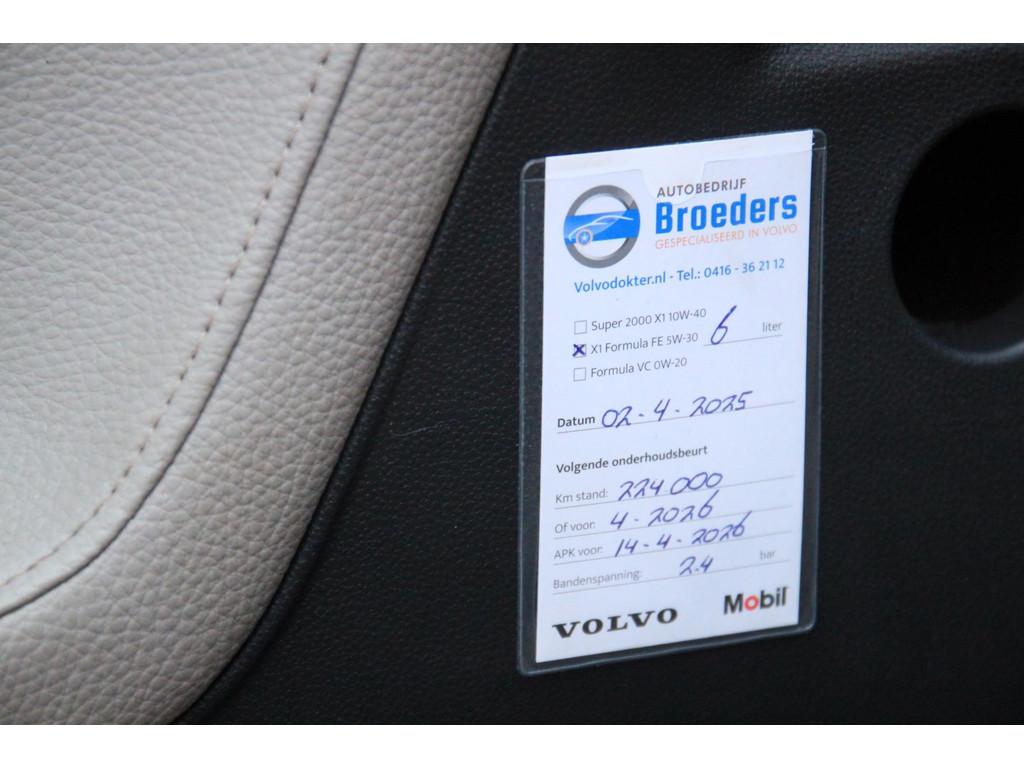 AUTOBEDRIJF
Broeders
GESPECIALISEERD IN VOLVO
Volvodokter.nl - Tel.: 0416 - 36 21 12
Super 2000 X1 10W-40
X1 Formula FE 5W-30 6 liter
Formula VC 0W-20
Datum 02-4-2025
Volgende onderhoudsbeurt
Km stand: 224.000
Of voor: 4-2026
APK voor: 14-4-2026
Bandenspanning: 2.4 bar
VOLVO Mobil